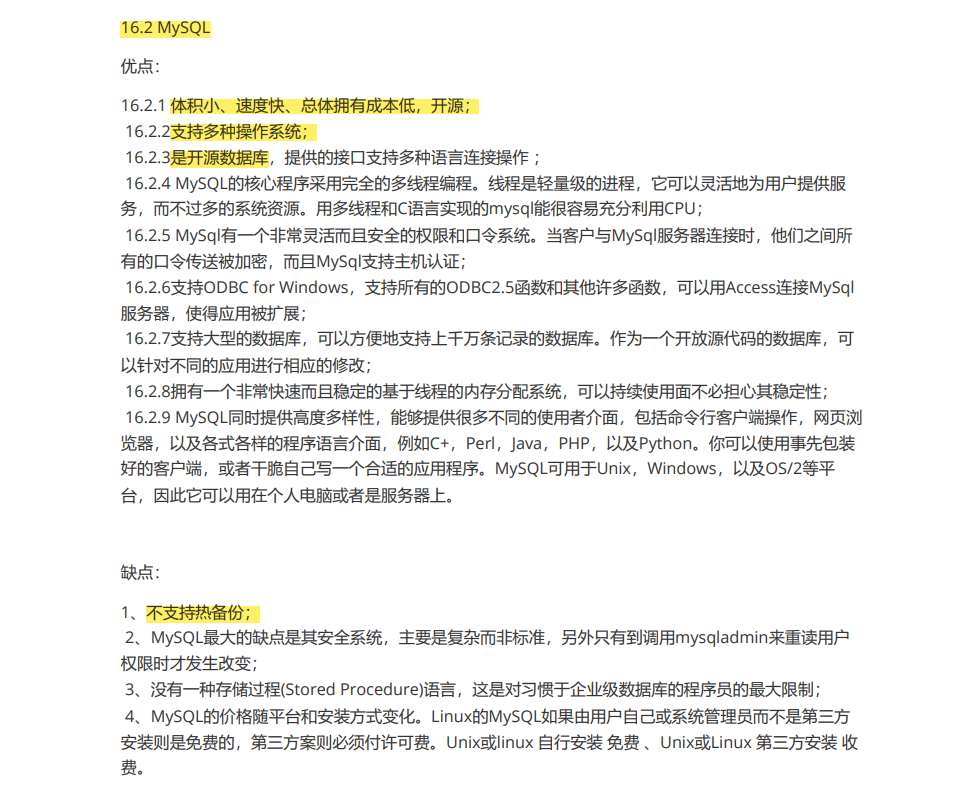 16.2 MySQL
优点：
16.2.1 体积小、速度快、总体拥有成本低，开源；
16.2.2支持多种操作系统；
16.2.3是开源数据库，提供的接口支持多种语言连接操作 ；
16.2.4 MySQL的核心程序采用完全的多线程编程。线程是轻量级的进程，它可以灵活地为用户提供服
务，而不过多的系统资源。用多线程和C语言实现的mysql能很容易充分利用CPU；
16.2.5 MySql有一个非常灵活而且安全的权限和口令系统。当客户与MySql服务器连接时，他们之间所
有的口令传送被加密，而且MySql支持主机认证；
16.2.6支持ODBC for Windows，支持所有的ODBC2.5函数和其他许多函数，可以用Access连接MySql
服务器，使得应用被扩展；
16.2.7支持大型的数据库，可以方便地支持上千万条记录的数据库。作为一个开放源代码的数据库，可
以针对不同的应用进行相应的修改；
16.2.8拥有一个非常快速而且稳定的基于线程的内存分配系统，可以持续使用面不必担心其稳定性；
16.2.9 MySQL同时提供高度多样性，能够提供很多不同的使用者介面，包括命令行客户端操作，网页浏
览器，以及各式各样的程序语言介面，例如C+，Perl，Java，PHP，以及Python。你可以使用事先包装
好的客户端，或者干脆自己写一个合适的应用程序。MySQL可用于Unix，Windows，以及OS/2等平
台，因此它可以用在个人电脑或者是服务器上。
缺点：
1、不支持热备份；
2、MySQL最大的缺点是其安全系统，主要是复杂而非标准，另外只有到调用mysqladmin来重读用户
权限时才发生改变；
3、没有一种存储过程(Stored Procedure)语言，这是对习惯于企业级数据库的程序员的最大限制；
4、MySQL的价格随平台和安装方式变化。Linux的MySQL如果由用户自己或系统管理员而不是第三方
安装则是免费的，第三方案则必须付许可费。Unix或linux 自行安装 免费 、Unix或Linux 第三方安装 收
费。